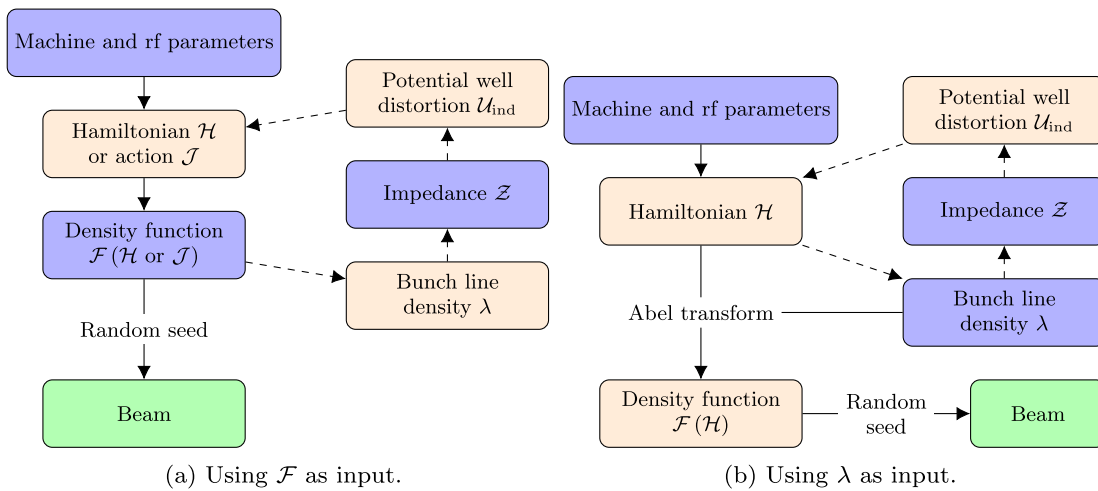 Machine and rf parameters
Hamiltonian ℋ
or action 𝒥
Density function
ℱ (ℋ or 𝒥)
Random seed
Beam
Potential well
distortion 𝒰ind
Impedance 𝒵
Bunch line
density λ
(a) Using ℱ as input.
Machine and rf parameters
Hamiltonian ℋ
Abel transform
Density function
ℱ (ℋ)
Random
seed
Beam
Potential well
distortion 𝒰ind
Impedance 𝒵
Bunch line
density λ
(b) Using λ as input.